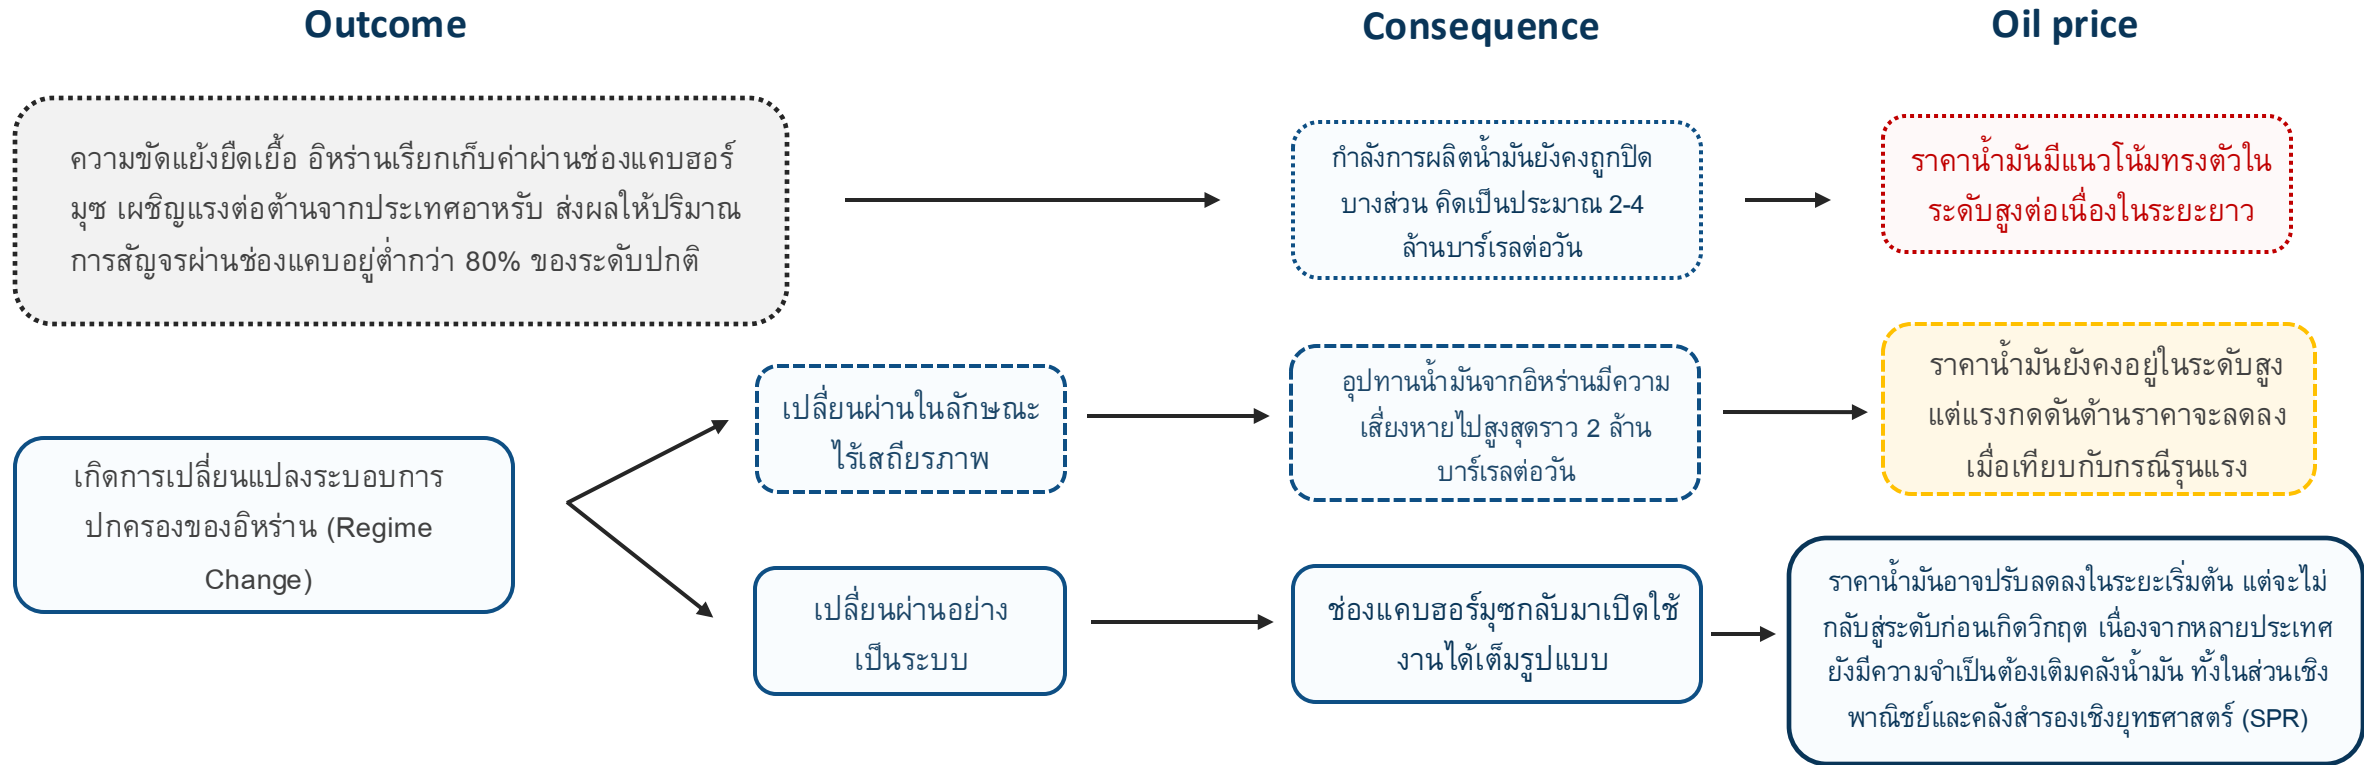 Outcome
Consequence
Oil price
ความขัดแย้งยืดเยื้อ อิหร่านเรียกเก็บค่าผ่านช่องแคบฮอร์
มุซ เผชิญแรงต่อต้านจากประเทศอาหรับ ส่งผลให้ปริมาณ
การสัญจรผ่านช่องแคบอยู่ต่ำกว่า 80% ของระดับปกติ
กำลังการผลิตน้ำมันยังคงถูกปิด
บางส่วน คิดเป็นประมาณ 2-4
ล้านบาร์เรลต่อวัน
ราคาน้ำมันมีแนวโน้มทรงตัวใน
ระดับสูงต่อเนื่องในระยะยาว
เกิดการเปลี่ยนแปลงระบอบการ
ปกครองของอิหร่าน (Regime
Change)
เปลี่ยนผ่านในลักษณะ
ไร้เสถียรภาพ
อุปทานน้ำมันจากอิหร่านมีความ
เสี่ยงหายไปสูงสุดราว 2 ล้าน
บาร์เรลต่อวัน
ราคาน้ำมันยังคงอยู่ในระดับสูง
แต่แรงกดดันด้านราคาจะลดลง
เมื่อเทียบกับกรณีรุนแรง
เปลี่ยนผ่านอย่าง
เป็นระบบ
ช่องแคบฮอร์มุซกลับมาเปิดใช้
งานได้เต็มรูปแบบ
ราคาน้ำมันอาจปรับลดลงในระยะเริ่มต้น แต่จะไม่
กลับสู่ระดับก่อนเกิดวิกฤต เนื่องจากหลายประเทศ
ยังมีความจำเป็นต้องเติมคลังน้ำมัน ทั้งในส่วนเชิง
พาณิชย์และคลังสำรองเชิงยุทธศาสตร์ (SPR)